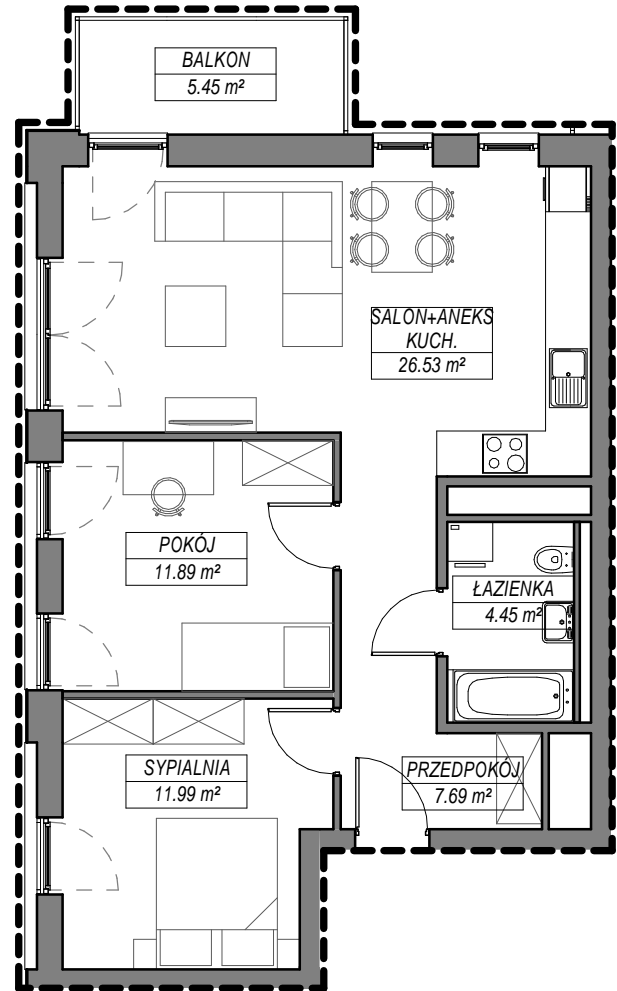 BALKON
5.45 m²
SALON+ANEKS
KUCH.
26.53 m²
POKÓJ
11.89 m²
ŁAZIENKA
4.45 m²
SYPIALNIA
11.99 m²
PRZEDPOKÓJ
7.69 m²